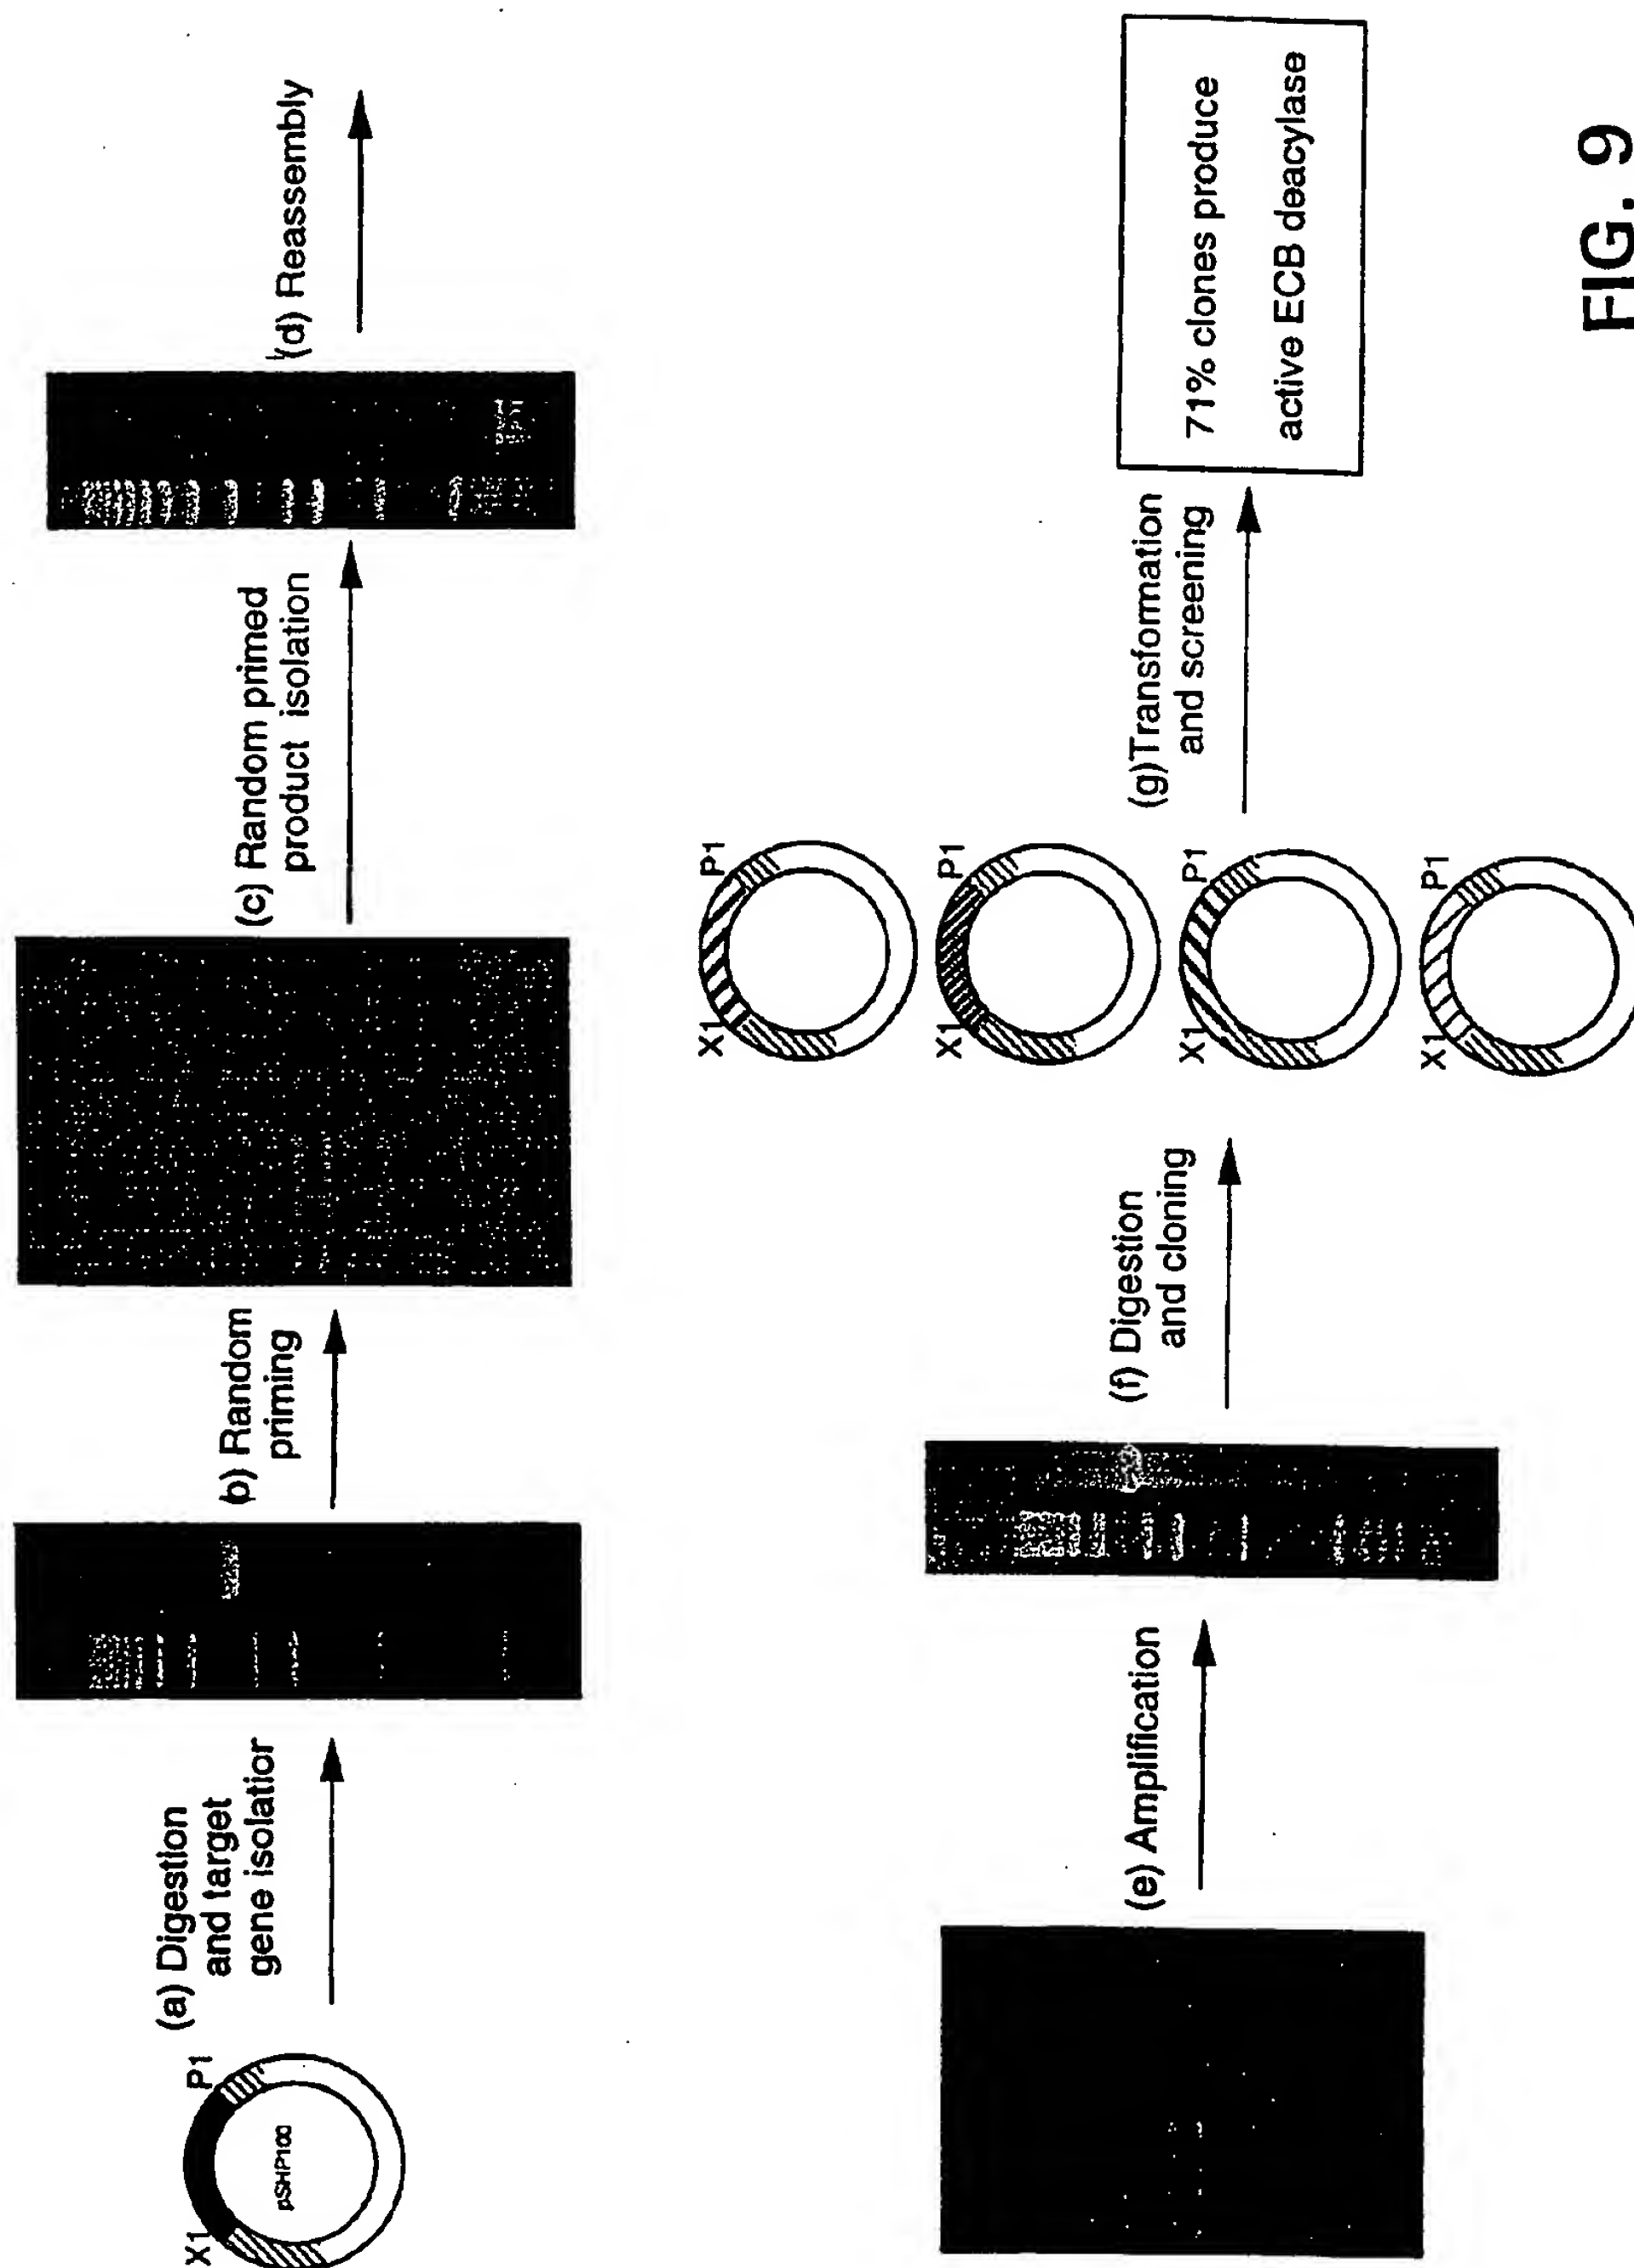 X1
P1
pSHP100
(a) Digestion
and target
gene isolation
(b) Random
priming
(c) Random primed
product isolation
(d) Reassembly
(e) Amplification
(f) Digestion
and cloning
X1
P1
X1
P1
X1
P1
X1
P1
(g)Transformation
and screening
71% clones produce
active ECB deacylase
FIG. 9